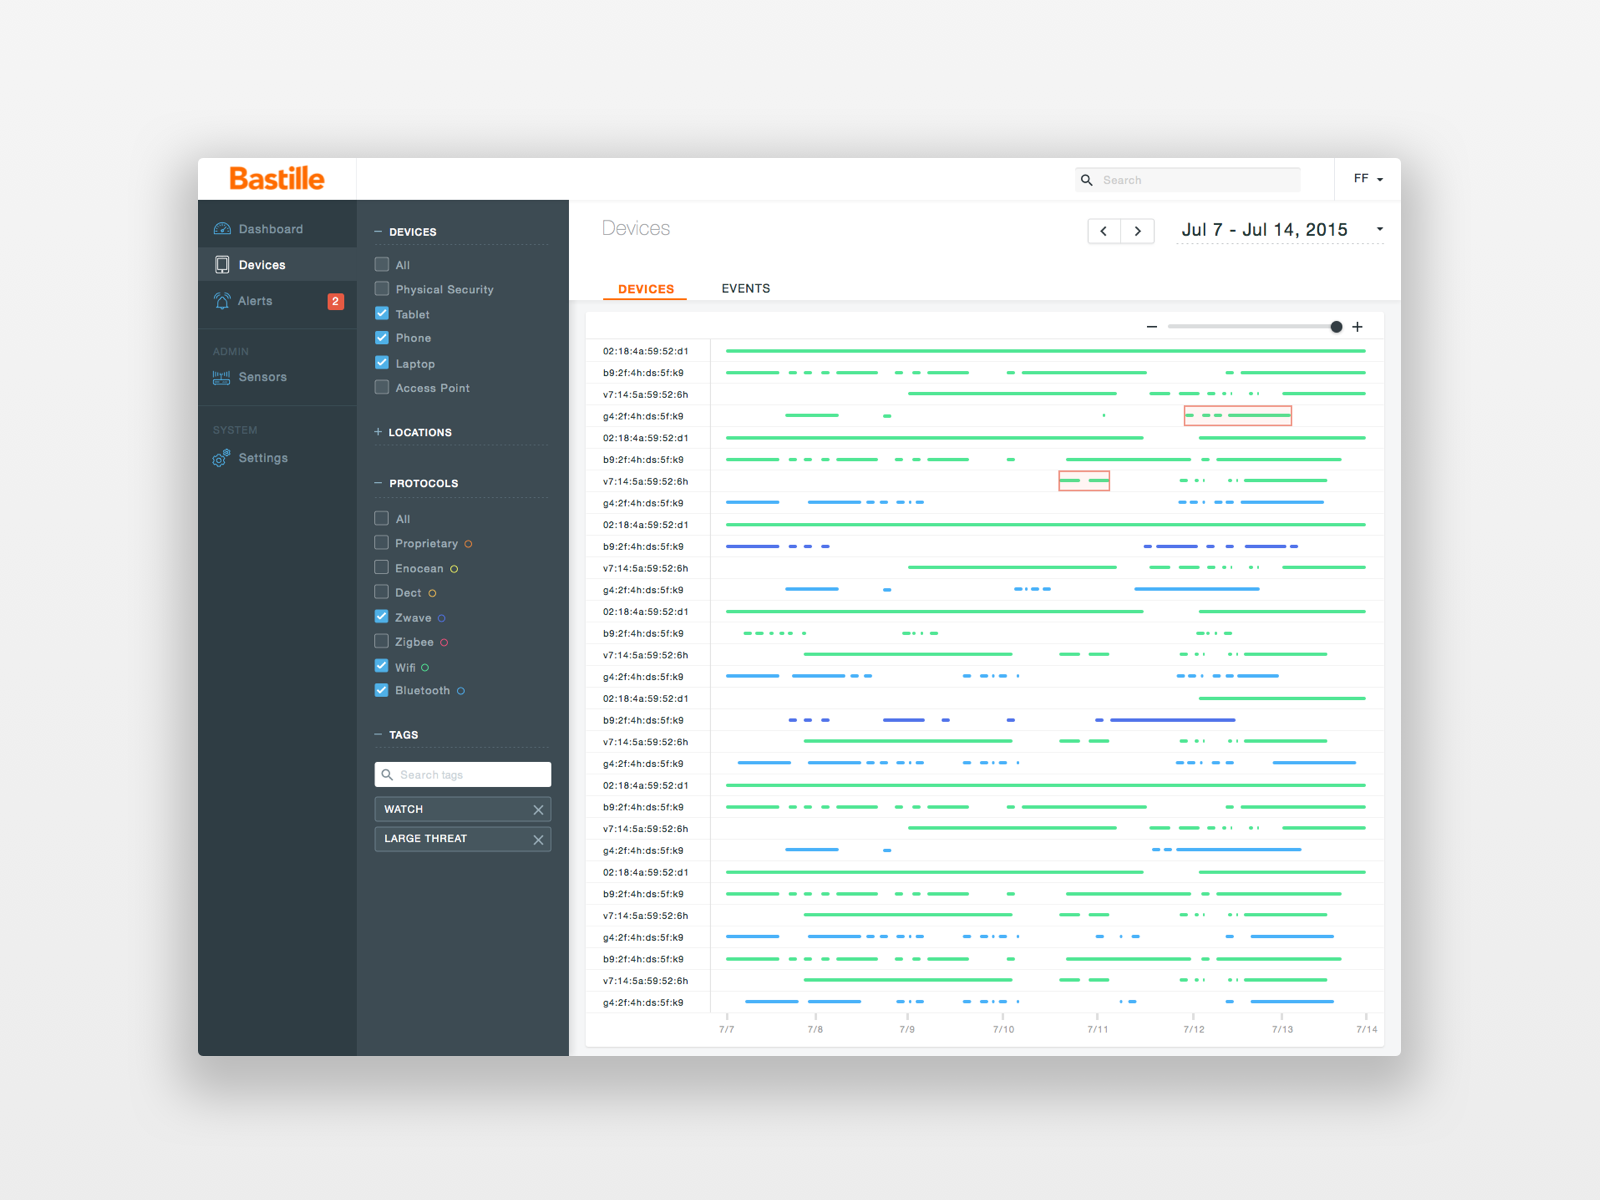 Bastille
Search
FF
Dashboard
Devices
Alerts
2
ADMIN
Sensors
SYSTEM
Settings
DEVICES
All
Physical Security
Tablet
Phone
Laptop
Access Point
LOCATIONS
PROTOCOLS
All
Proprietary
Enocean
Dect
Zwave
Zigbee
Wifi
Bluetooth
TAGS
Search tags
WATCH
LARGE THREAT
Devices
Jul 7 - Jul 14, 2015
DEVICES EVENTS
02:18:4a:59:52:d1
b9:2f:4h:ds:5f:k9
v7:14:5a:59:52:6h
g4:2f:4h:ds:5f:k9
02:18:4a:59:52:d1
b9:2f:4h:ds:5f:k9
v7:14:5a:59:52:6h
g4:2f:4h:ds:5f:k9
02:18:4a:59:52:d1
b9:2f:4h:ds:5f:k9
v7:14:5a:59:52:6h
g4:2f:4h:ds:5f:k9
02:18:4a:59:52:d1
b9:2f:4h:ds:5f:k9
v7:14:5a:59:52:6h
g4:2f:4h:ds:5f:k9
02:18:4a:59:52:d1
b9:2f:4h:ds:5f:k9
v7:14:5a:59:52:6h
g4:2f:4h:ds:5f:k9
02:18:4a:59:52:d1
b9:2f:4h:ds:5f:k9
v7:14:5a:59:52:6h
g4:2f:4h:ds:5f:k9
02:18:4a:59:52:d1
b9:2f:4h:ds:5f:k9
v7:14:5a:59:52:6h
g4:2f:4h:ds:5f:k9
b9:2f:4h:ds:5f:k9
v7:14:5a:59:52:6h
g4:2f:4h:ds:5f:k9
7/7 7/8 7/9 7/10 7/11 7/12 7/13 7/14